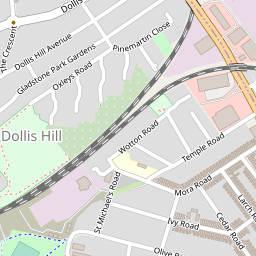 The Crescent
Dollis Hill Avenue
Pinemartin Close
Gladstone Park Gardens
Oxleys Road
Dollis Hill
Wotton Road
Temple Road
St Michael's Road
Mora Road
Larch R
Ivy Road
Cedar Road
Olive R